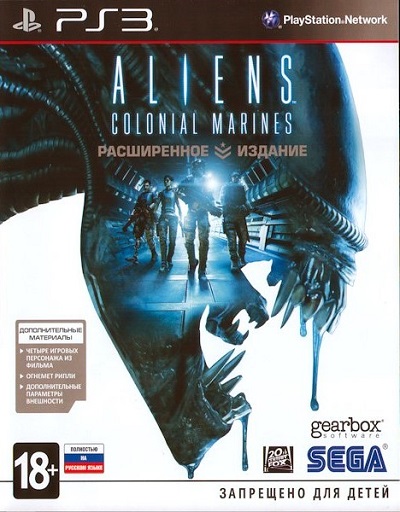 PS3
PlayStation Network
ALIENS
COLONIAL MARINES
РАСШИРЕННОЕ ИЗДАНИЕ
ДОПОЛНИТЕЛЬНЫЕ
МАТЕРИАЛЫ:
ЧЕТЫРЕ ИГРОВЫХ
ПЕРСОНАЖА ИЗ
ФИЛЬМА
ОГНЕМЕТ РИПЛИ
ДОПОЛНИТЕЛЬНЫЕ
ПАРАМЕТРЫ
ВНЕШНОСТИ
gearbox
software
18+
ПОЛНОСТЬЮ
НА
РУССКОМ ЯЗЫКЕ
20th
CENTURY
FOX
SEGA
ЗАПРЕЩЕНО ДЛЯ ДЕТЕЙ